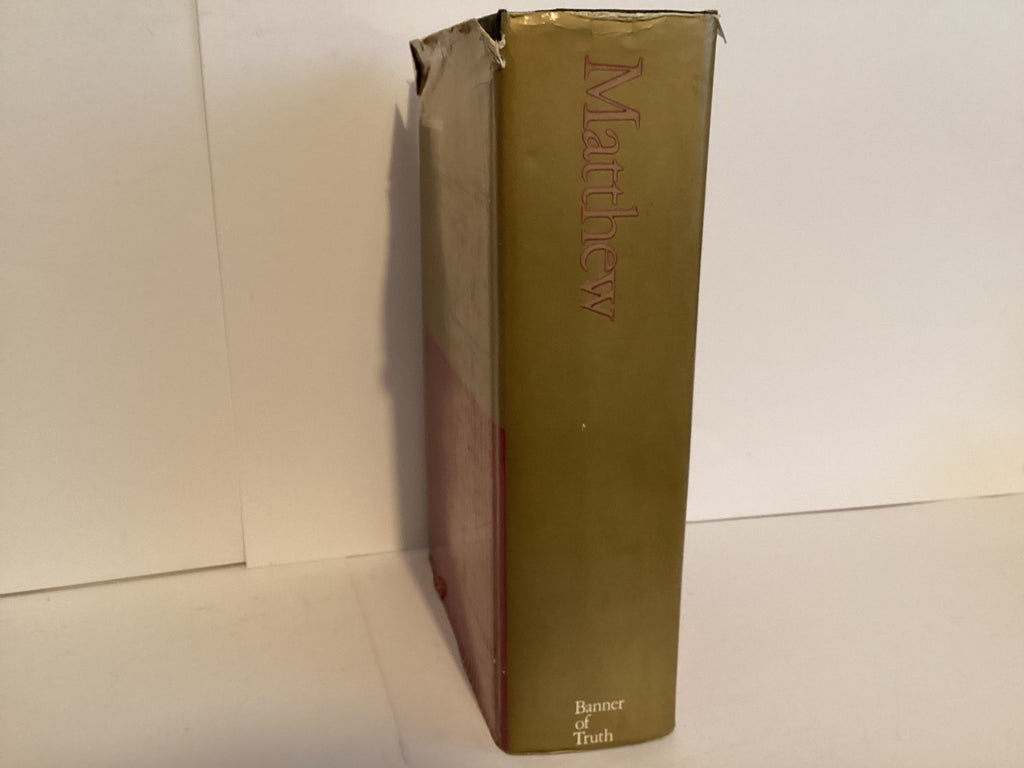 Matthew
Banner
of
Truth